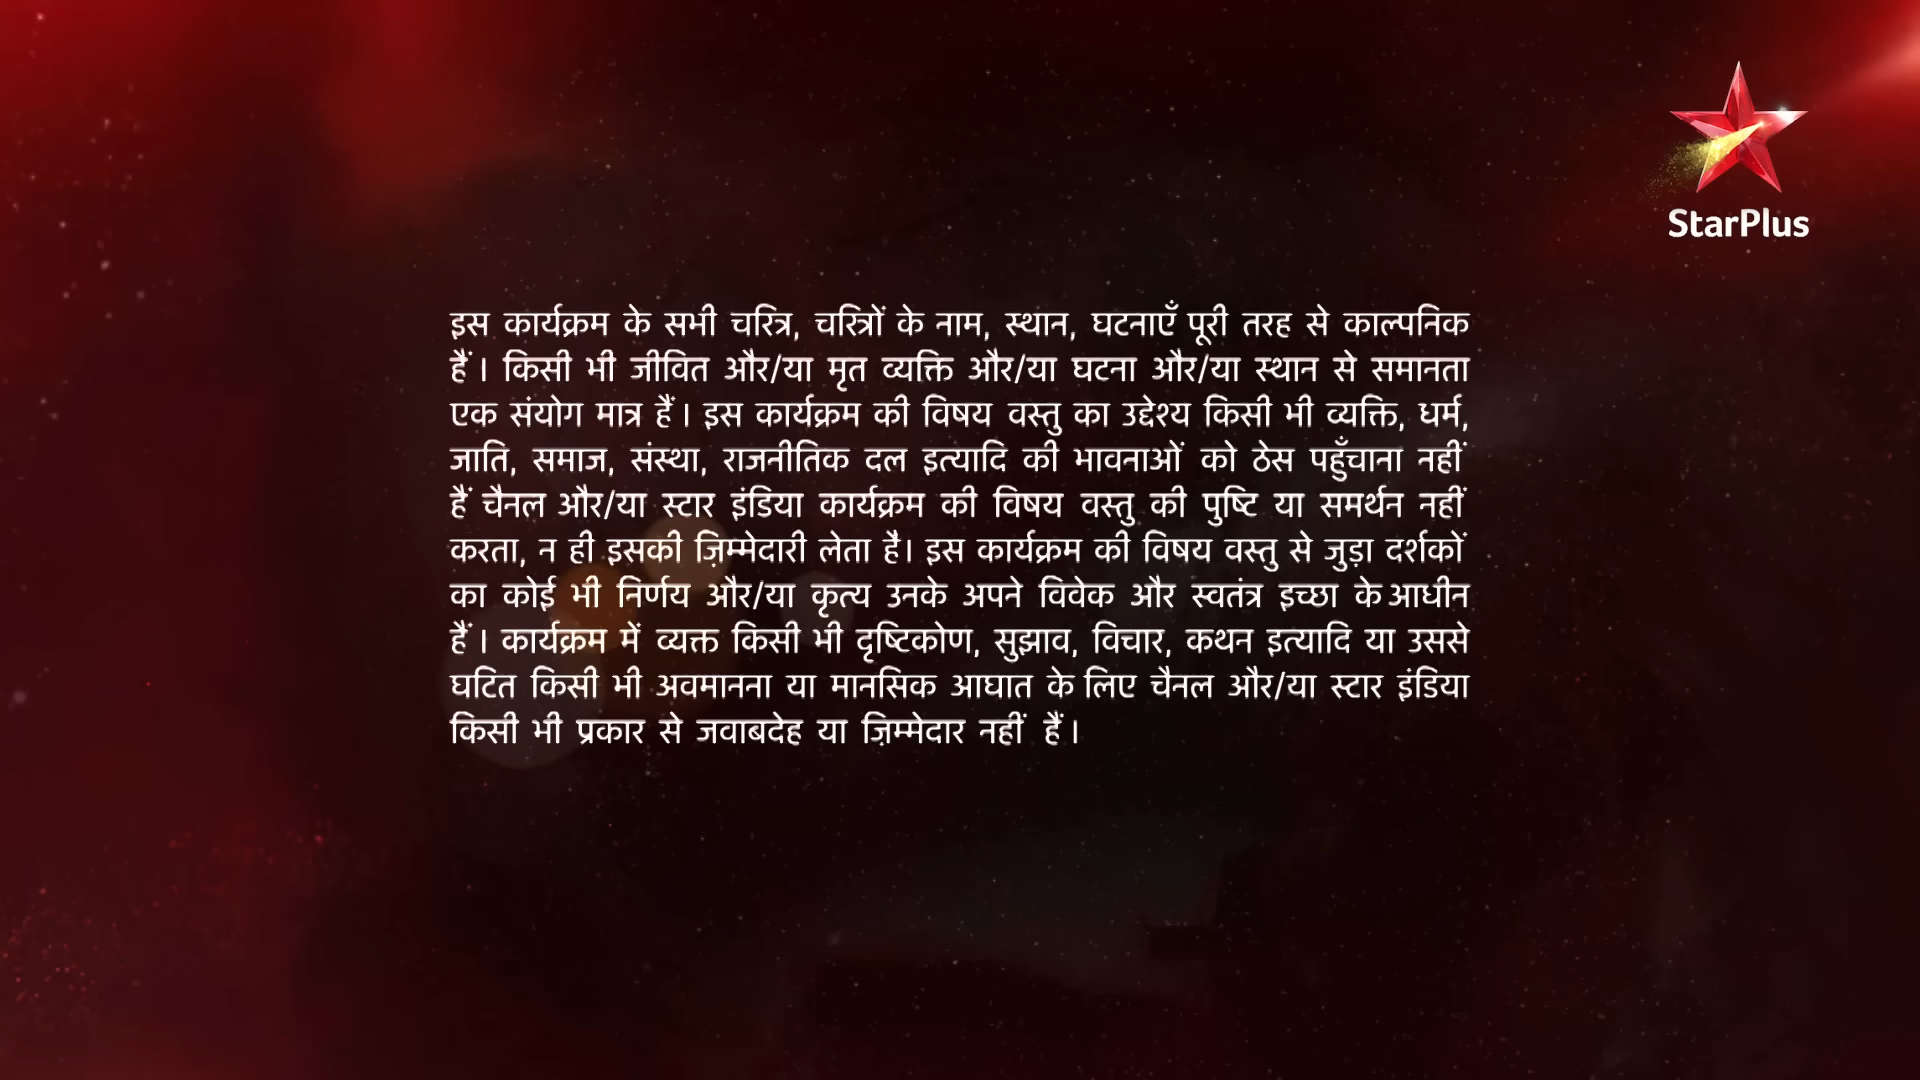 StarPlus
इस कार्यक्रम के सभी चरित्र, चरित्रों के नाम, स्थान, घटनाएँ पूरी तरह से काल्पनिक
हैं। किसी भी जीवित और/या मृत व्यक्ति और/या घटना और/या स्थान से समानता
एक संयोग मात्र हैं। इस कार्यक्रम की विषय वस्तु का उद्देश्य किसी भी व्यक्ति, धर्म,
जाति, समाज, संस्था, राजनीतिक दल इत्यादि की भावनाओं को ठेस पहुँचाना नहीं
हैं चैनल और/या स्टार इंडिया कार्यक्रम की विषय वस्तु की पुष्टि या समर्थन नहीं
करता, न ही इसकी ज़िम्मेदारी लेता है। इस कार्यक्रम की विषय वस्तु से जुड़ा दर्शकों
का कोई भी निर्णय और/या कृत्य उनके अपने विवेक और स्वतंत्र इच्छा के आधीन
हैं। कार्यक्रम में व्यक्त किसी भी दृष्टिकोण, सुझाव, विचार, कथन इत्यादि या उससे
घटित किसी भी अवमानना या मानसिक आघात के लिए चैनल और/या स्टार इंडिया
किसी भी प्रकार से जवाबदेह या ज़िम्मेदार नहीं हैं।